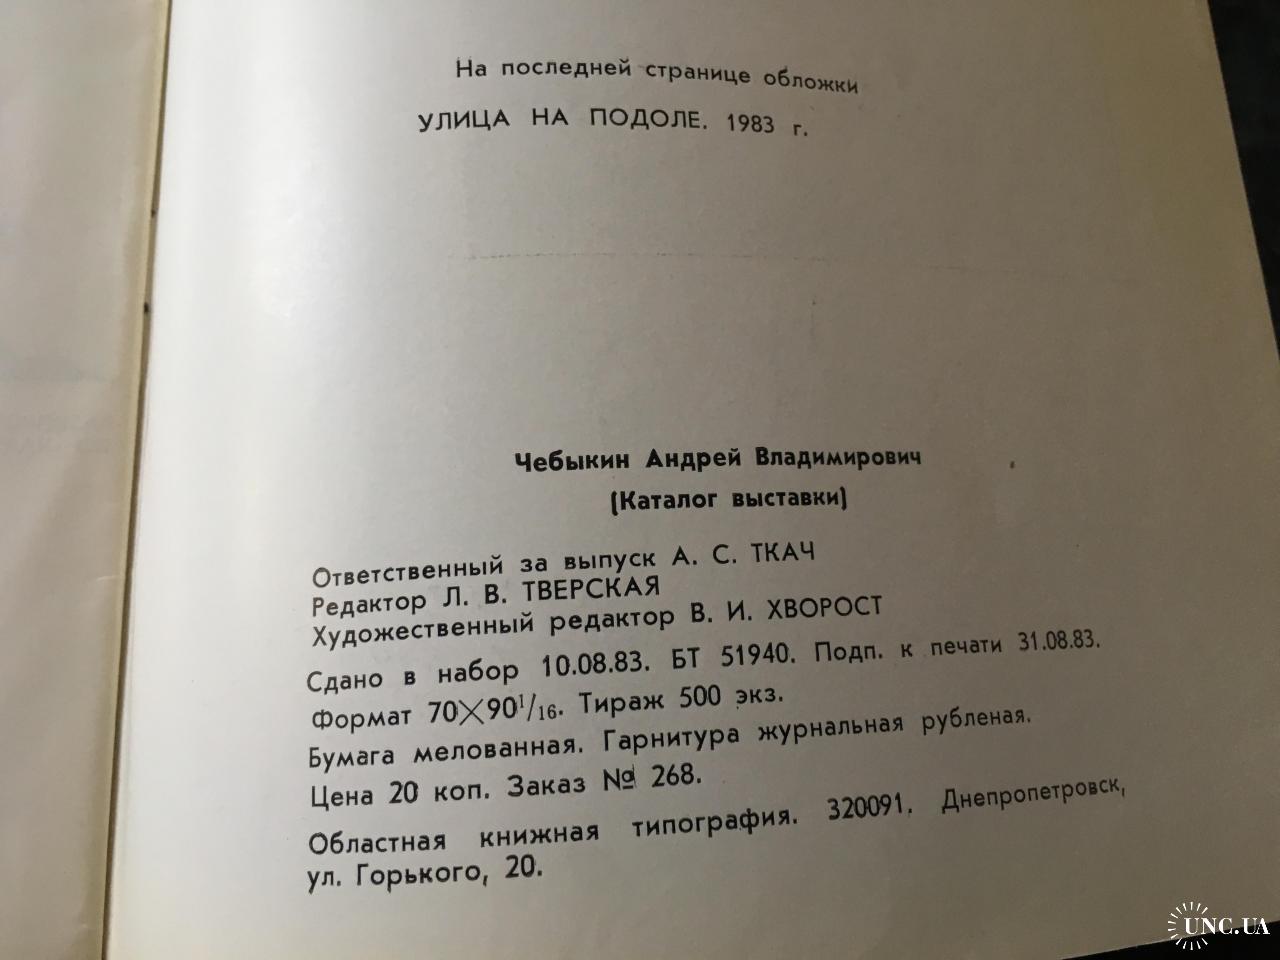 На последней странице обложки
УЛИЦА НА ПОДОЛЕ. 1983 г.
Чебыкин Андрей Владимирович
(Каталог выставки)
Ответственный за выпуск А. С. ТКАЧ
Редактор Л. В. ТВЕРСКАЯ
Художественный редактор В. И. ХВОРОСТ
Сдано в набор 10.08.83. БТ 51940. Подп. к печати 31.08.83.
Формат 70×90¹/₁₆. Тираж 500 экз.
Бумага мелованная. Гарнитура журнальная рубленая.
Цена 20 коп. Заказ № 268.
Областная книжная типография. 320091. Днепропетровск,
ул. Горького, 20.
UNC.UA